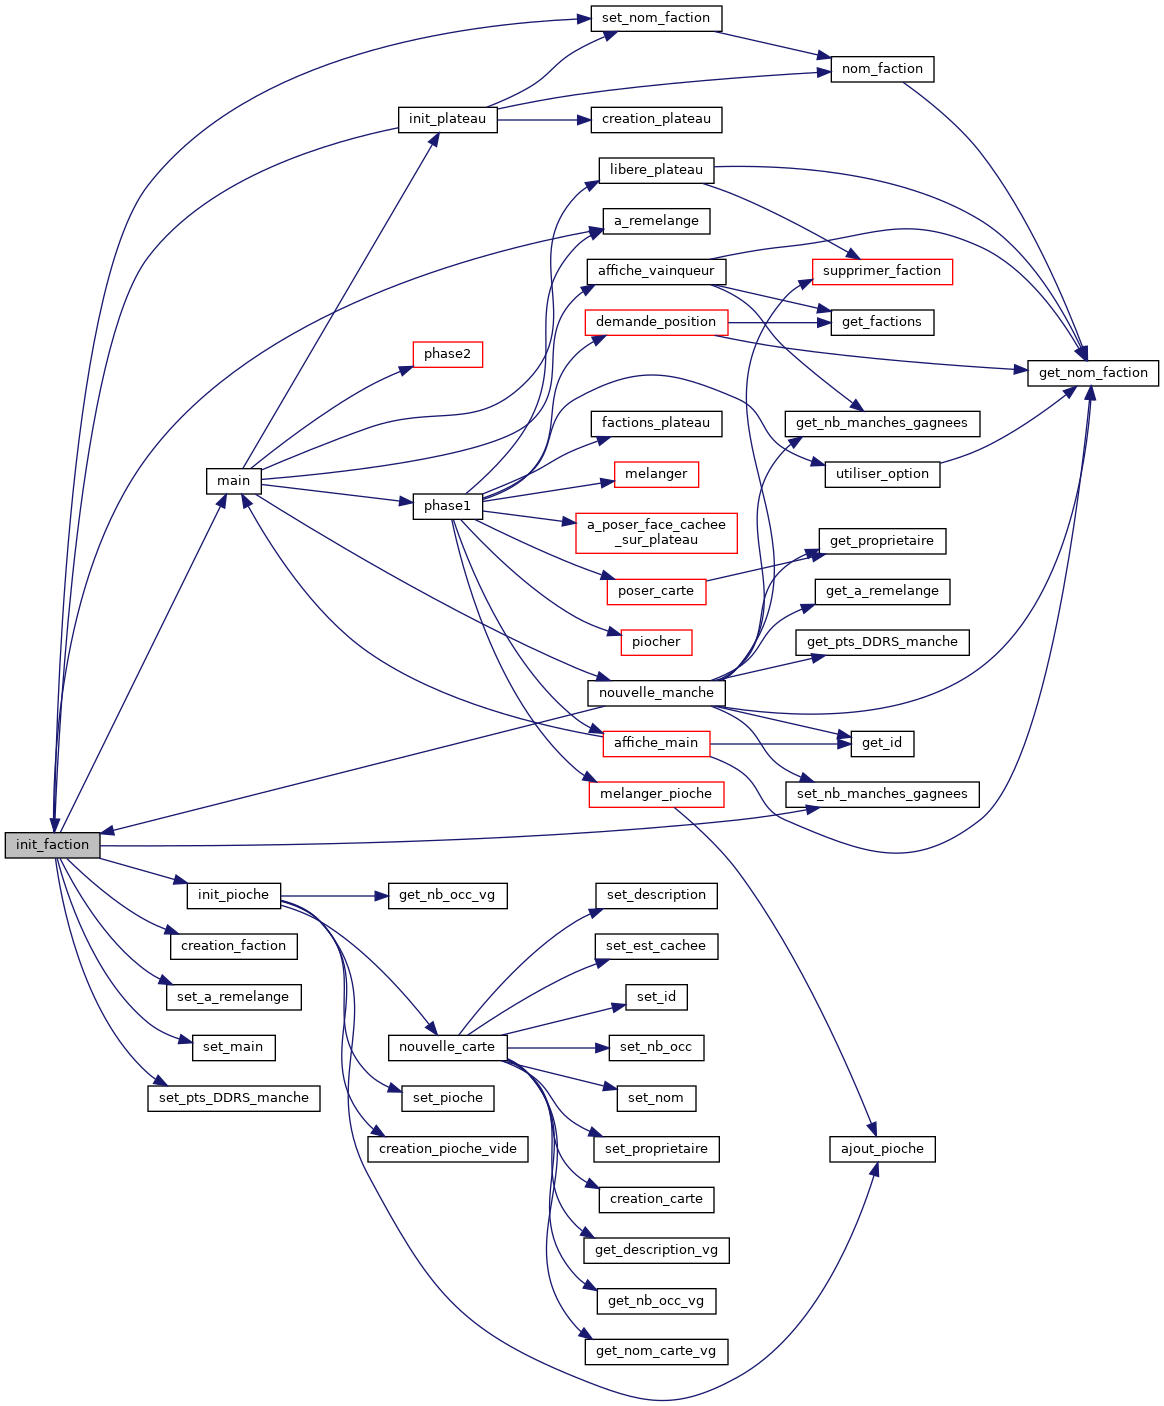 set_nom_faction
nom_faction
init_plateau
creation_plateau
libere_plateau
a_remelange
affiche_vainqueur
supprimer_faction
demande_position
get_factions
phase2
get_nom_faction
factions_plateau
get_nb_manches_gagnees
main
melanger
utiliser_option
phase1
a_poser_face_cachee
_sur_plateau
get_proprietaire
poser_carte
get_a_remelange
piocher
get_pts_DDRS_manche
nouvelle_manche
affiche_main
get_id
melanger_pioche
set_nb_manches_gagnees
init_faction
init_pioche
get_nb_occ_vg
set_description
creation_faction
set_est_cachee
set_a_remelange
set_id
set_main
nouvelle_carte
set_nb_occ
set_pts_DDRS_manche
set_pioche
set_nom
creation_pioche_vide
set_proprietaire
ajout_pioche
creation_carte
get_description_vg
get_nb_occ_vg
get_nom_carte_vg